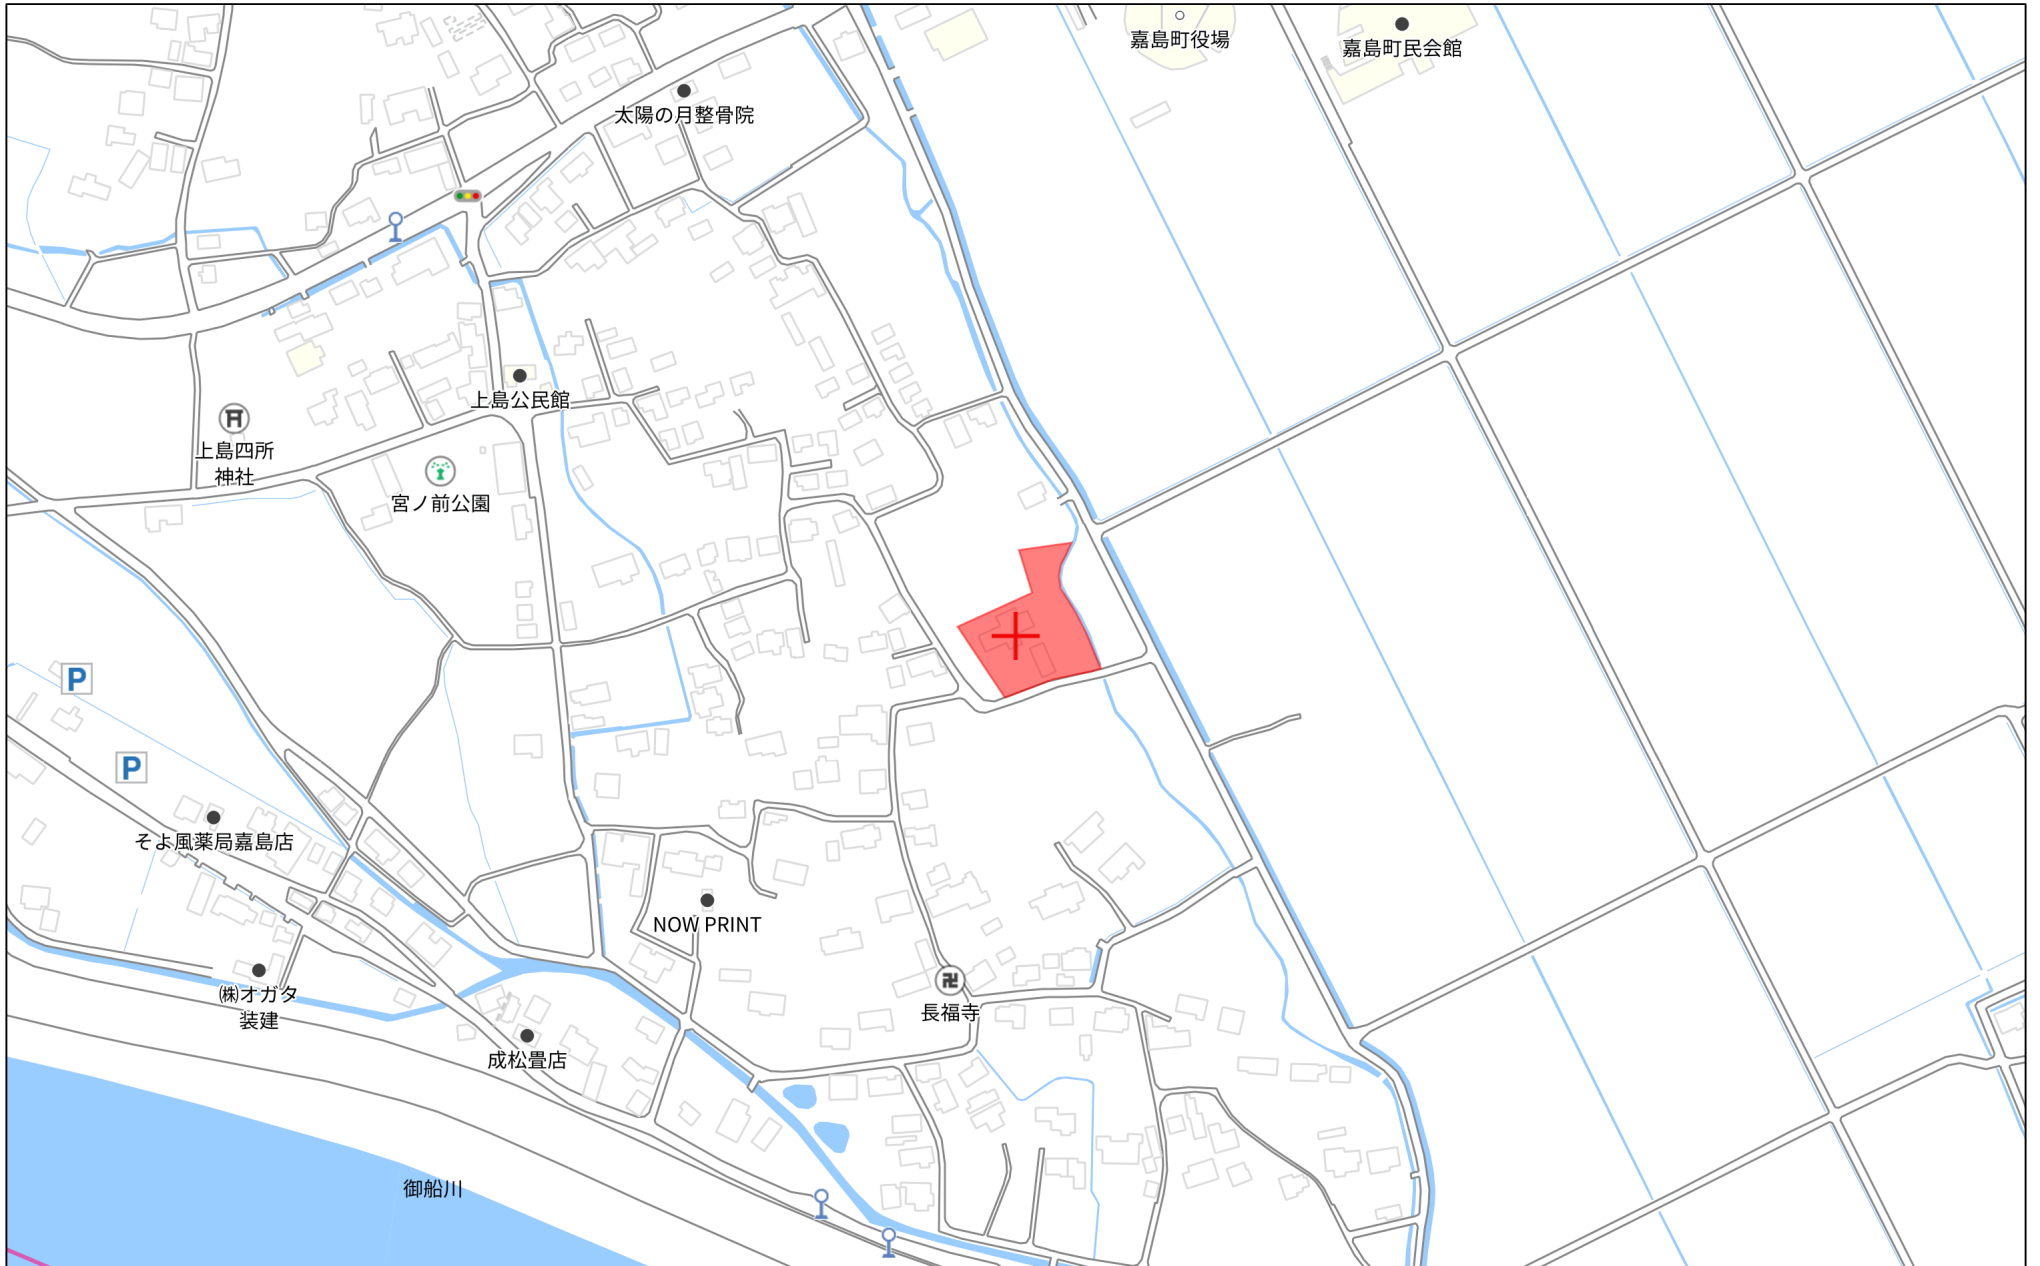 嘉島町役場
嘉島町民会館
太陽の月整骨院
上島公民館
上島四所
神社
宮ノ前公園
P
P
そよ風薬局嘉島店
NOW PRINT
㈱オガタ
装建
長福寺
成松畳店
御船川